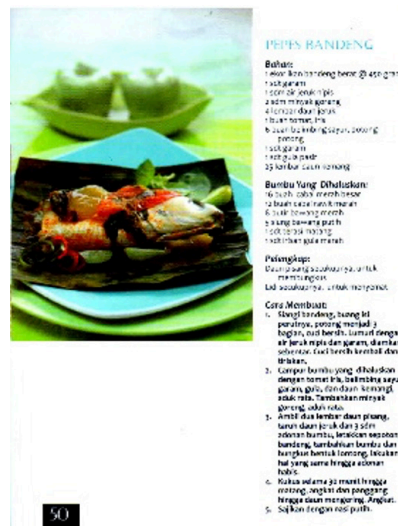 PEPES BANDENG
Bahan:
1 ekor ikan bandeng berat @ 450 gram
1 sdt garam
1 sdm air jeruk nipis
2 sdm minyak goreng
2 lembar daun jeruk
1 buah tomat, iris
6 buah belimbing sayur, potong
potong
1 sdt garam
1 sdt gula pasir
25 lembar daun kemangi
Bumbu Yang Dihaluskan:
16 buah cabai merah besar
12 buah cabai rawit merah
8 butir bawang merah
5 siung bawang putih
1 sdt terasi matang
1 sdt irisan gula merah
Pelengkap:
Daun pisang secukupnya, untuk
membungkus
Lidi secukupnya, untuk menyemat
Cara Membuat:
1. Siangi bandeng, buang isi
perutnya, potong menjadi 3
bagian, cuci bersih. Lumuri dengan
air jeruk nipis dan garam, diamkan
sebentar. Cuci bersih kembali dan
tiriskan.
2. Campur bumbu yang dihaluskan
dengan tomat iris, belimbing sayur
garam, gula, dan daun kemangi,
aduk rata. Tambahkan minyak
goreng, aduk rata.
3. Ambil dua lembar daun pisang,
taruh daun jeruk dan 3 sdm
adonan bumbu, letakkan sepotong
bandeng, tambahkan bumbu dan
bungkus bentuk lontong, lakukan
hal yang sama hingga adonan
habis.
4. Kukus selama 30 menit hingga
matang, angkat dan panggang
hingga daun mengering. Angkat.
5. Sajikan dengan nasi putih.
50